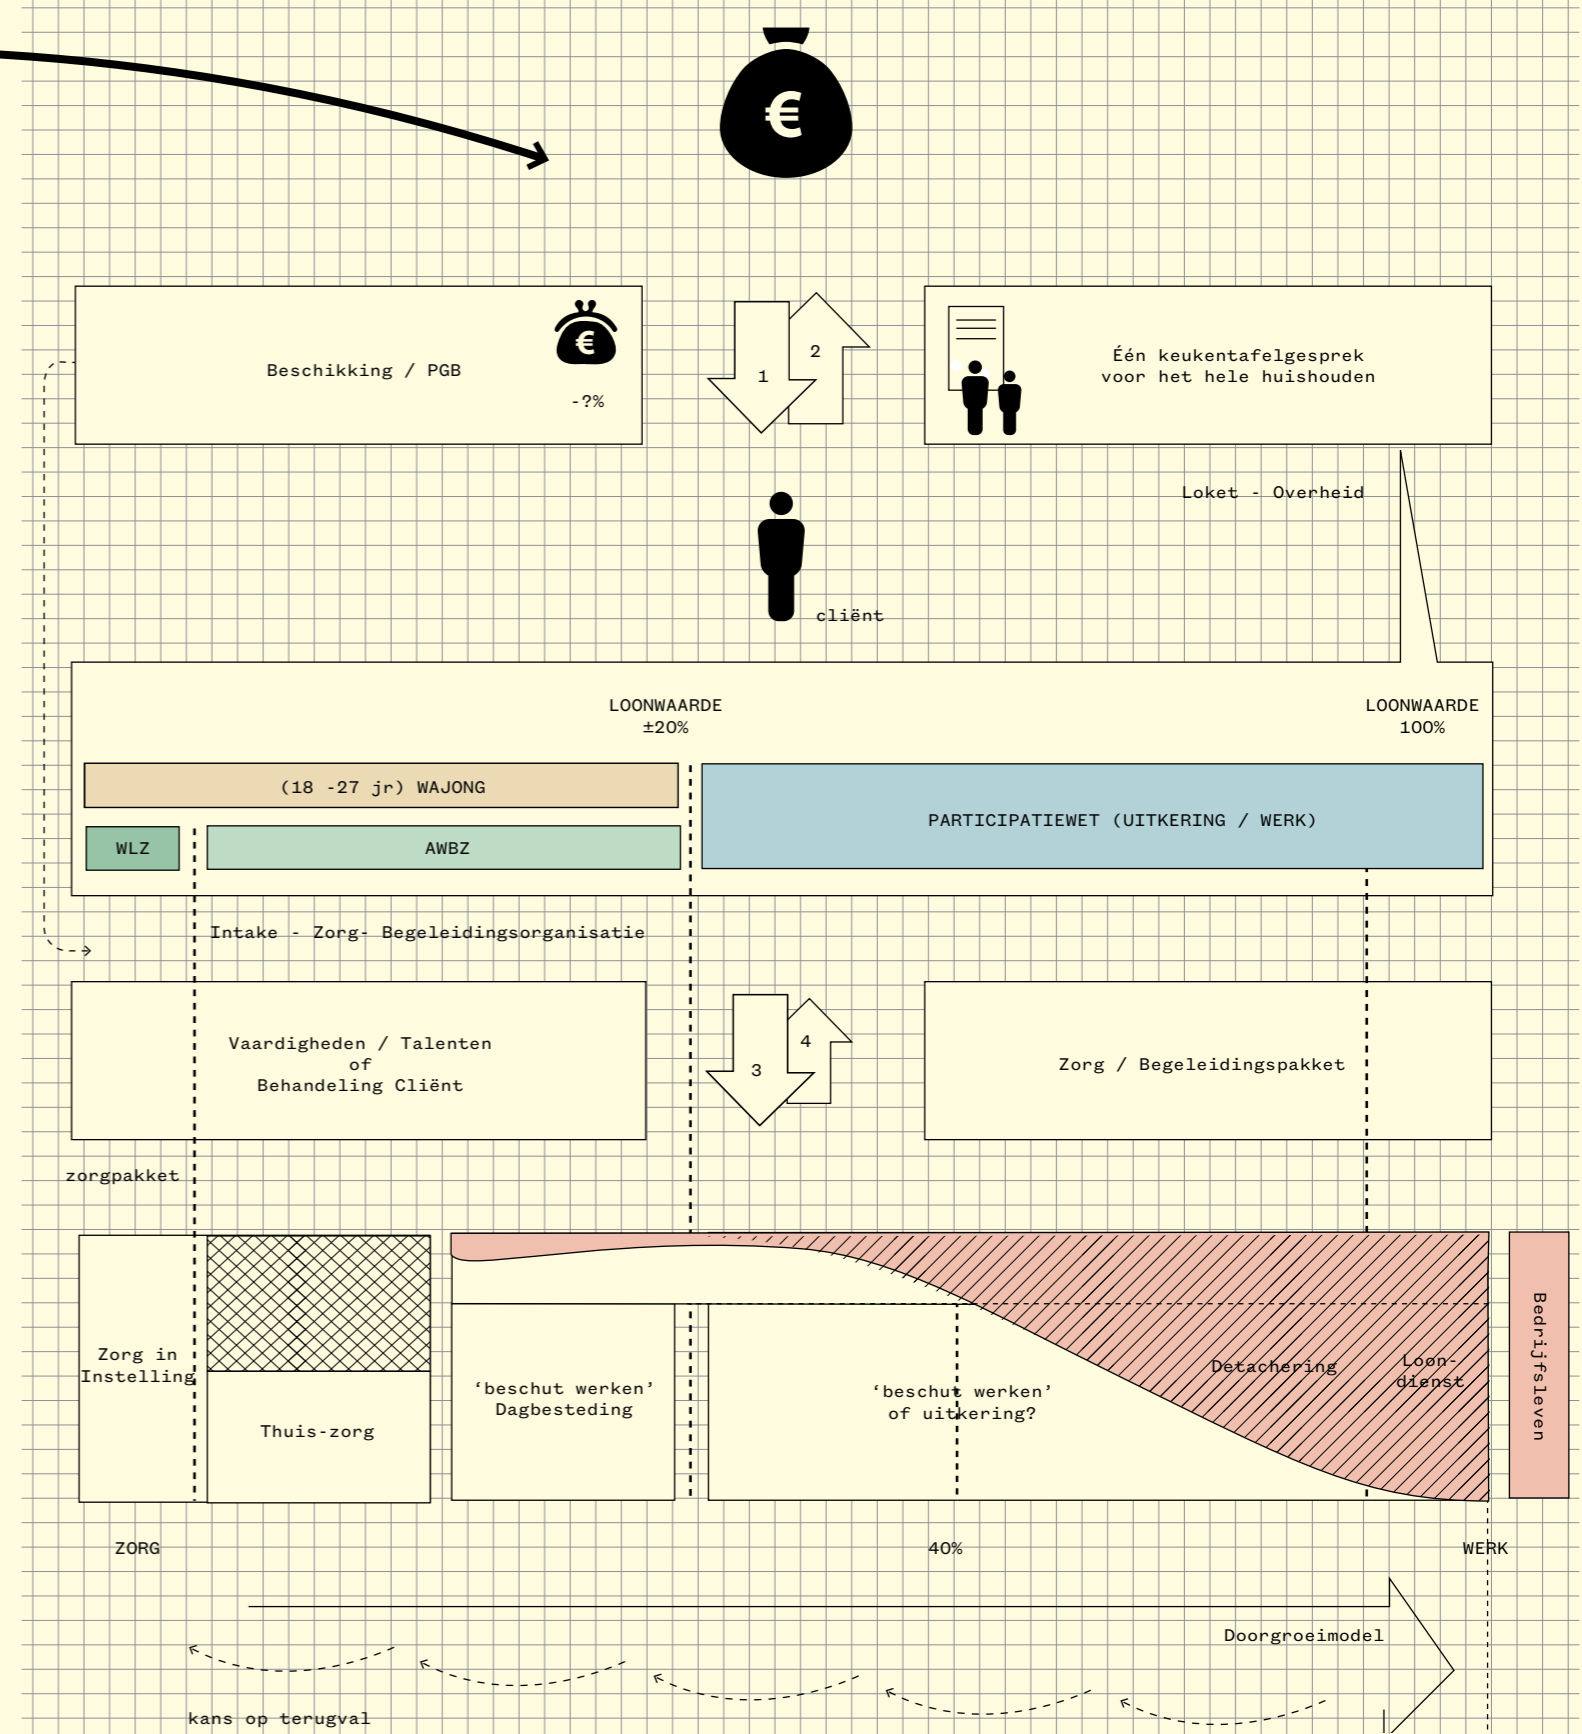 €
€
-?%
Beschikking / PGB
1
2
Één keukentafelgesprek
voor het hele huishouden
Loket - Overheid
cliënt
LOONWAARDE
±20%
LOONWAARDE
100%
(18 -27 jr) WAJONG
WLZ
AWBZ
PARTICIPATIEWET (UITKERING / WERK)
Intake - Zorg- Begeleidingsorganisatie
Vaardigheden / Talenten
of
Behandeling Cliënt
3
4
Zorg / Begeleidingspakket
zorgpakket
Zorg in
Instelling
Thuis-zorg
‘beschut werken’
Dagbesteding
‘beschut werken’
of uitkering?
Detachering
Loon-
dienst
Bedrijfsleven
ZORG
40%
WERK
Doorgroeimodel
kans op terugval